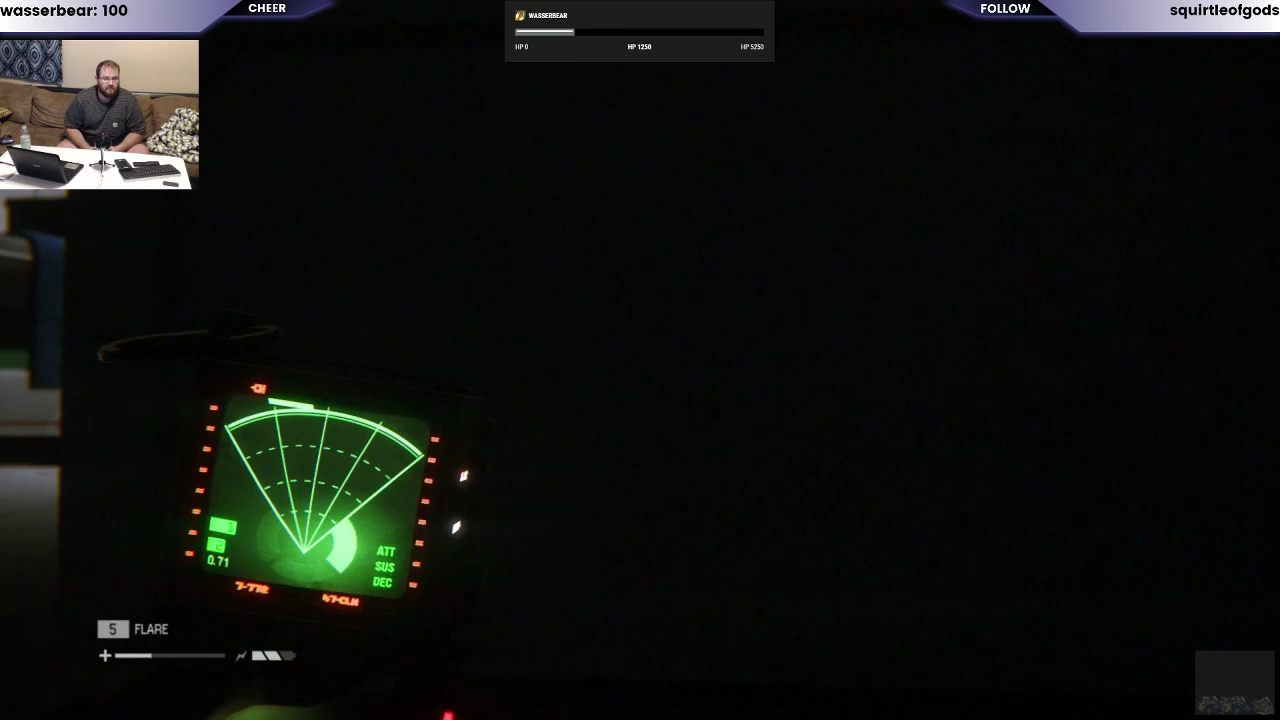 wasserbear: 100
CHEER
WASSERBEAR
HP 0
HP 1250
HP 5250
FOLLOW
squirtleofgods
0.71
ATT
SUS
DEC
5 FLARE